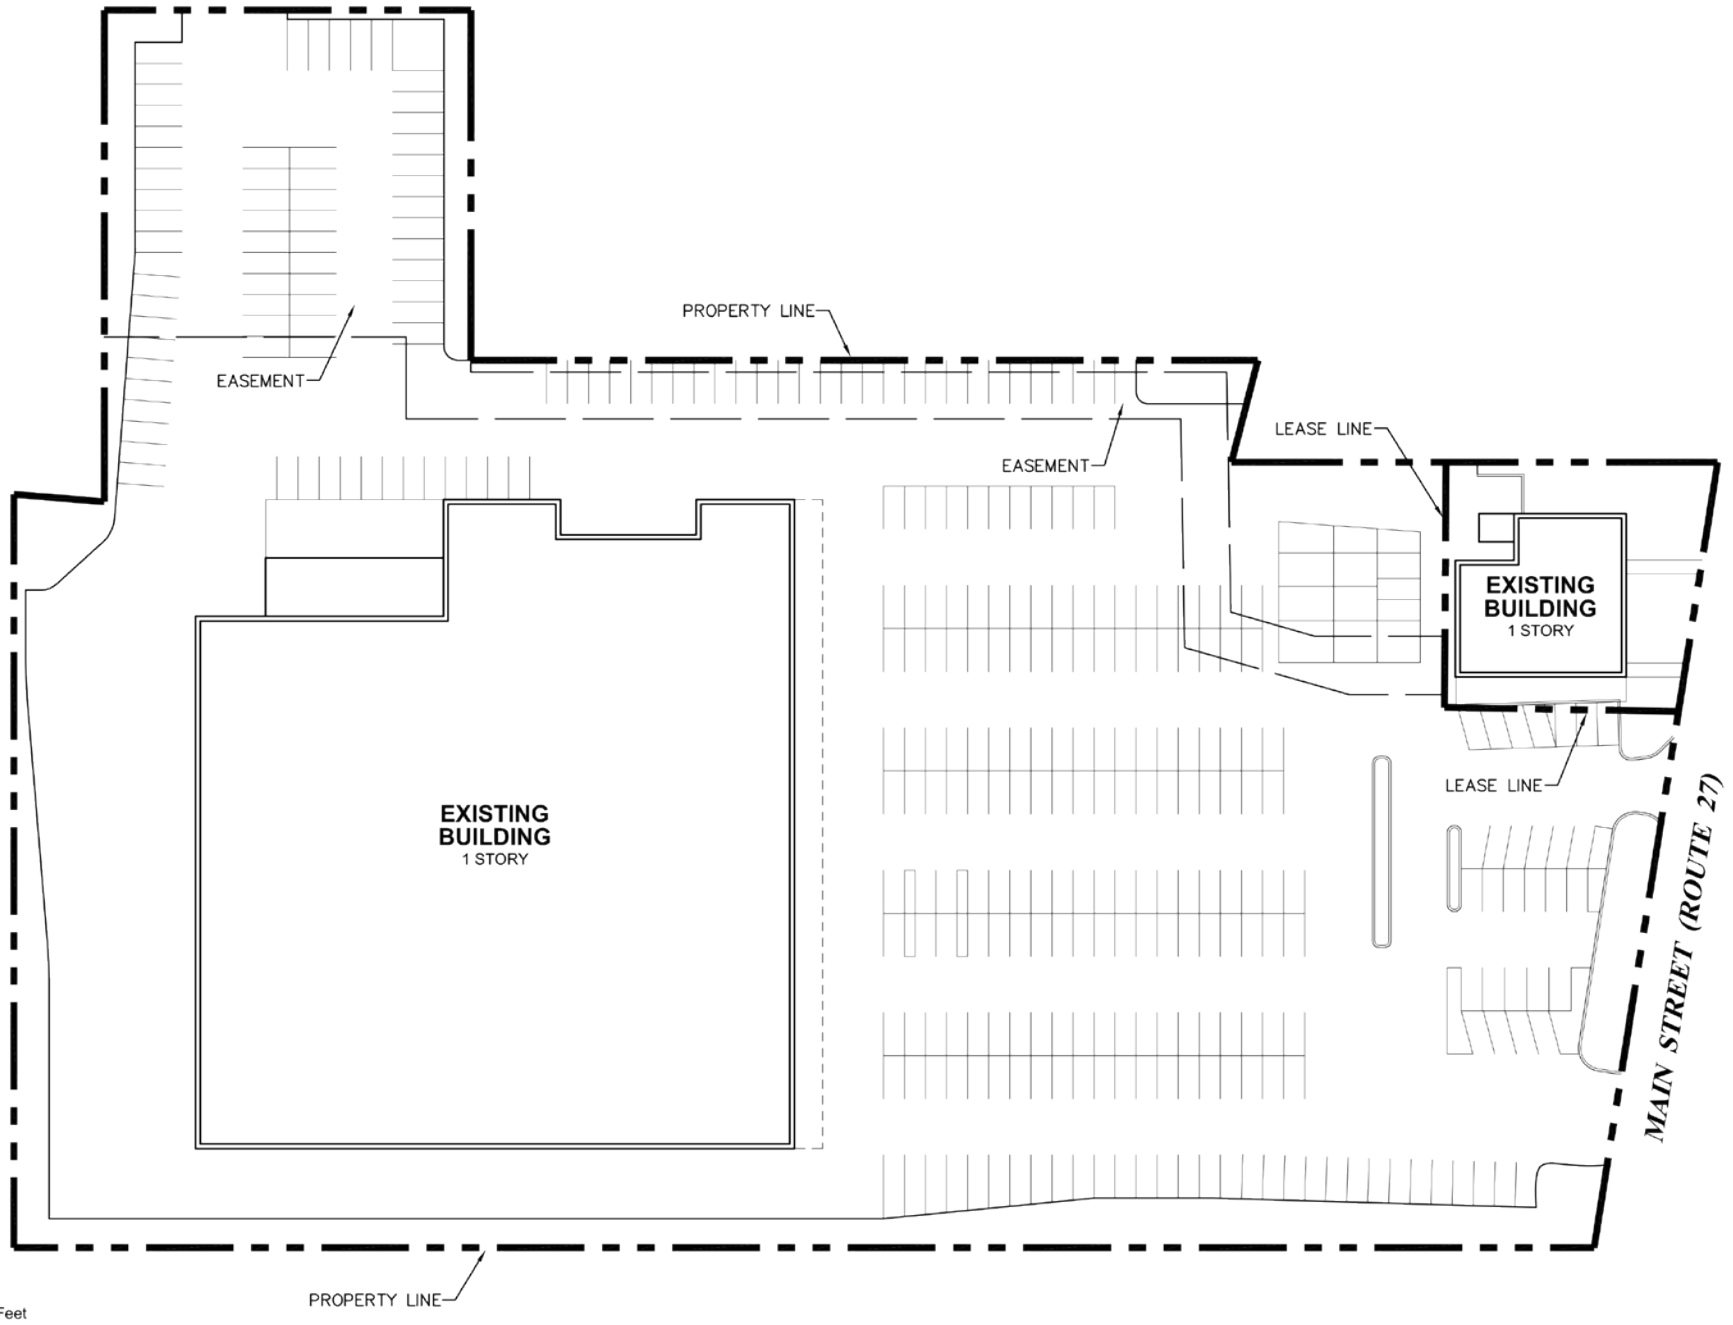 PROPERTY LINE
EASEMENT
LEASE LINE
EASEMENT
EXISTING
BUILDING
1 STORY
LEASE LINE
EXISTING
BUILDING
1 STORY
MAIN STREET (ROUTE 27)
PROPERTY LINE
Feet